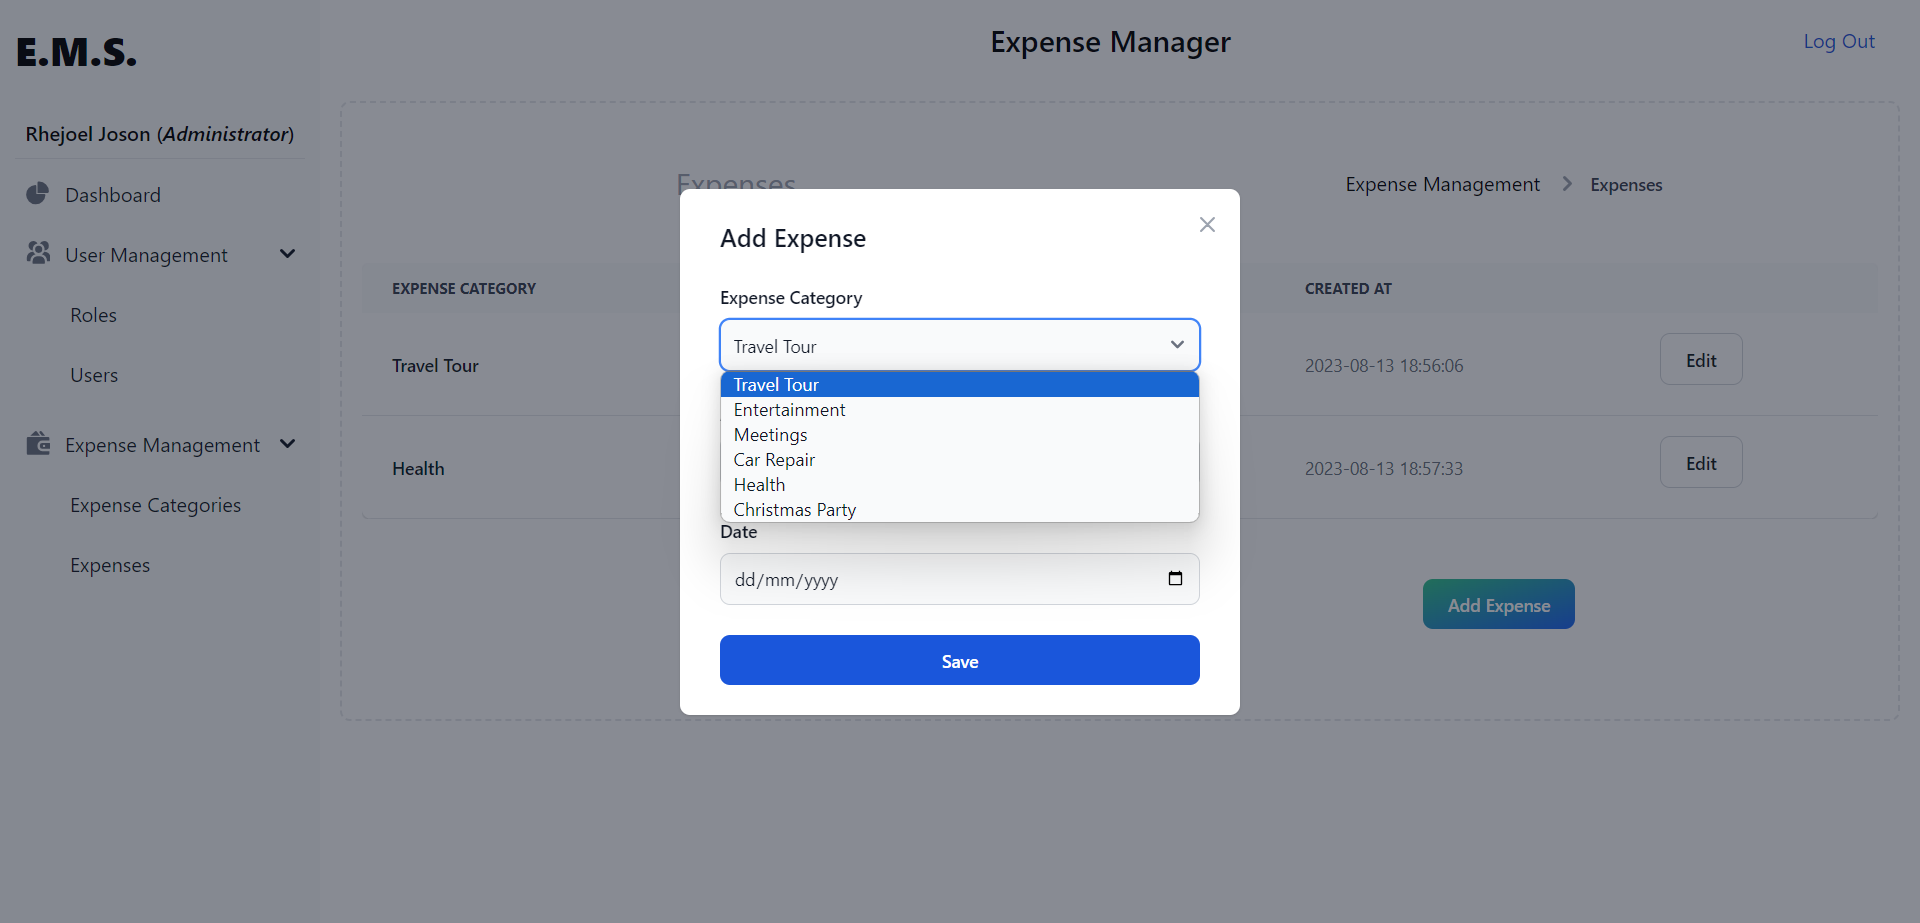 E.M.S.
Expense Manager
Log Out
Rhejoel Joson (Administrator)
Dashboard
User Management
Roles
Users
Expense Management
Expense Categories
Expenses
Expenses
Expense Management
Expenses
EXPENSE CATEGORY
CREATED AT
Travel Tour
2023-08-13 18:56:06
Edit
Health
2023-08-13 18:57:33
Edit
Add Expense
Add Expense
Expense Category
Travel Tour
Travel Tour
Entertainment
Meetings
Car Repair
Health
Christmas Party
Date
dd/mm/yyyy
Save